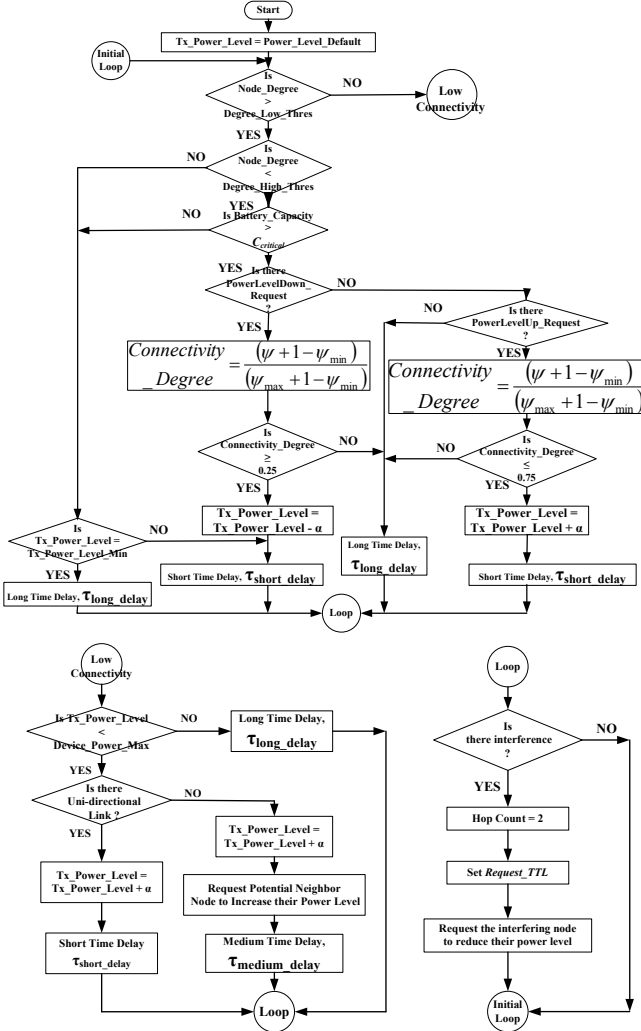 Start
Tx_Power_Level = Power_Level_Default
Initial
Loop
Is
Node_Degree
>
Degree_Low_Thres
NO
Low
Connectivity
YES
Is
Node_Degree
<
Degree_High_Thres
NO
YES
Is Battery_Capacity
>
C_critical
NO
YES
Is there
PowerLevelDown_
Request
?
NO
Is there
PowerLevelUp_Request
?
NO
YES
YES
Connectivity
_Degree
= (ψ + 1 − ψ_min) / (ψ_max + 1 − ψ_min)
Connectivity
_Degree
= (ψ + 1 − ψ_min) / (ψ_max + 1 − ψ_min)
Is
Connectivity_Degree
≥
0.25
NO
YES
Is
Connectivity_Degree
≤
0.75
NO
YES
Tx_Power_Level =
Tx_Power_Level - α
Tx_Power_Level =
Tx_Power_Level + α
Is
Tx_Power_Level =
Tx_Power_Level_Min
NO
YES
Long Time Delay,
τlong_delay
Long Time Delay, τlong_delay
Short Time Delay, τshort_delay
Short Time Delay, τshort_delay
Loop
Low
Connectivity
Is Tx_Power_Level
<
Device_Power_Max
NO
Long Time Delay,
τlong_delay
YES
Is there
Uni-directional
Link ?
NO
YES
Tx_Power_Level =
Tx_Power_Level + α
Tx_Power_Level =
Tx_Power_Level + α
Request Potential Neighbor
Node to Increase their Power Level
Short Time Delay
τshort_delay
Medium Time Delay,
τmedium_delay
Loop
Loop
Is
there interference
?
NO
YES
Hop Count = 2
Set Request_TTL
Request the interfering node
to reduce their power level
Initial
Loop